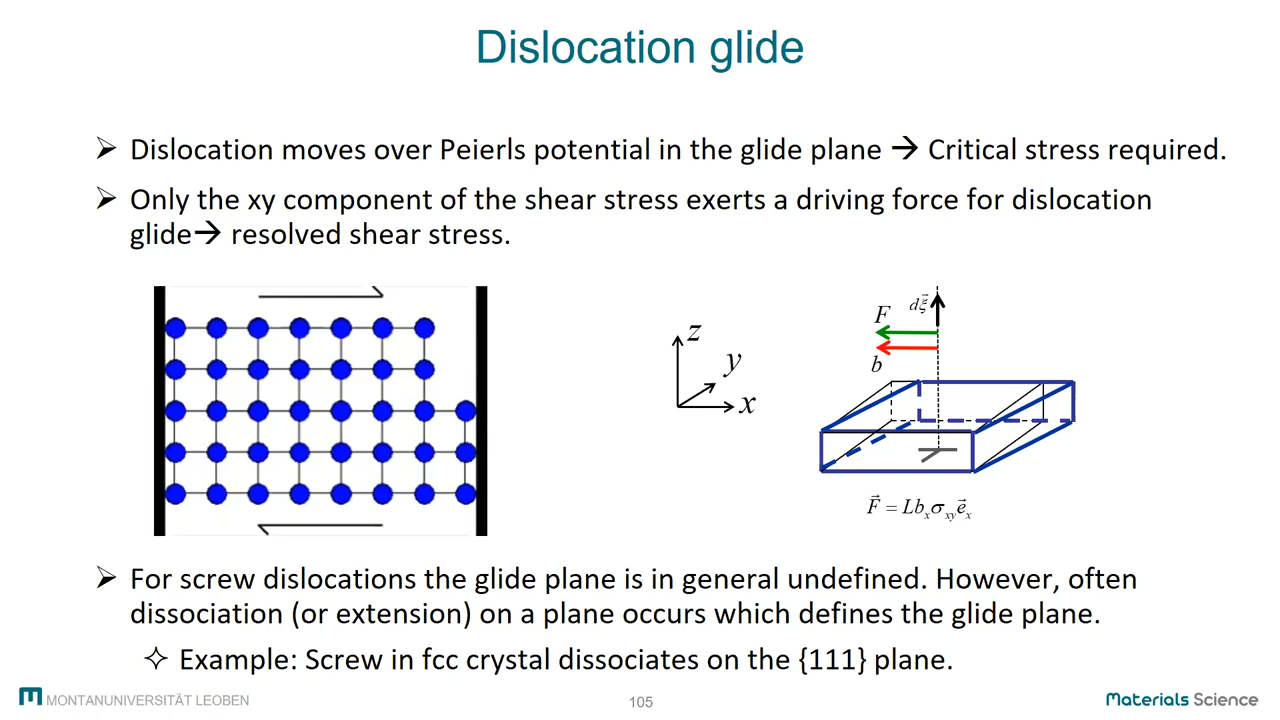 Dislocation glide
➢ Dislocation moves over Peierls potential in the glide plane → Critical stress required.
➢ Only the xy component of the shear stress exerts a driving force for dislocation
glide→ resolved shear stress.
z
y
x
dξ⃗
F
b
F⃗ = Lbₓσₓᵧe⃗ₓ
➢ For screw dislocations the glide plane is in general undefined. However, often
dissociation (or extension) on a plane occurs which defines the glide plane.
✧ Example: Screw in fcc crystal dissociates on the {111} plane.
MONTANUNIVERSITÄT LEOBEN
105
Materials Science